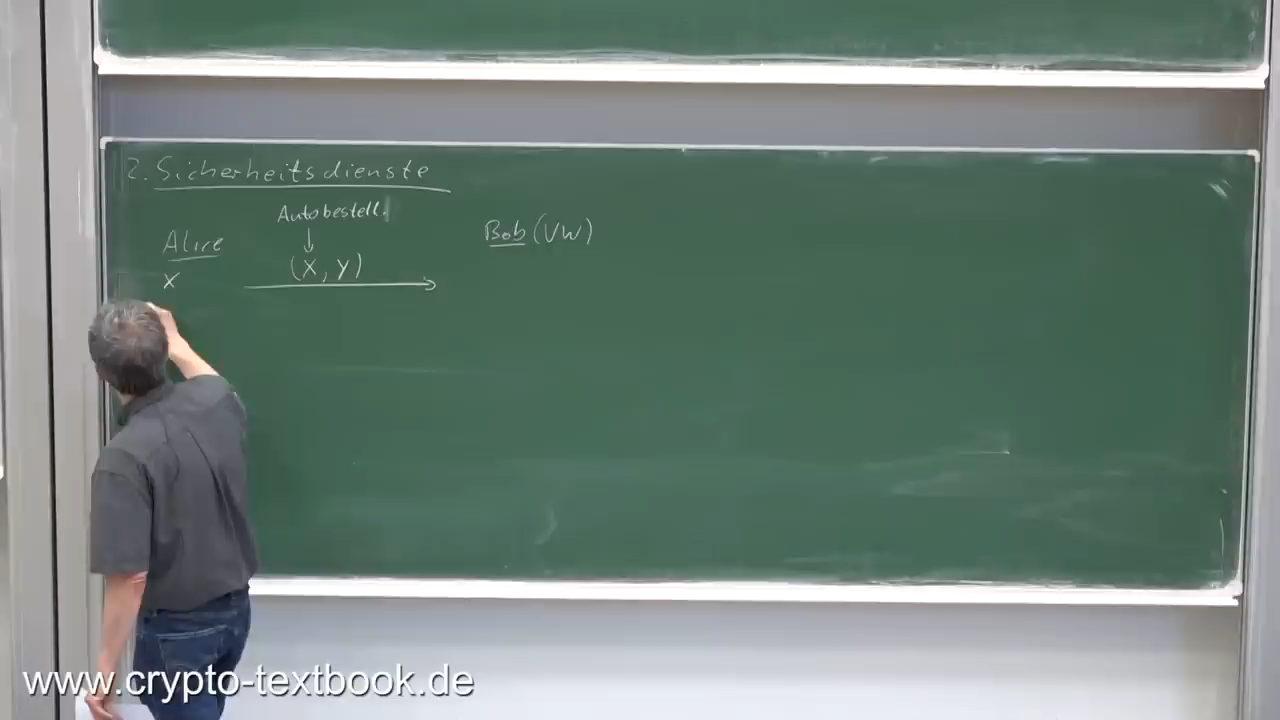 2. Sicherheitsdienste
Autobestell.
Alice
Bob (VW)
(x, y)
x
www.crypto-textbook.de